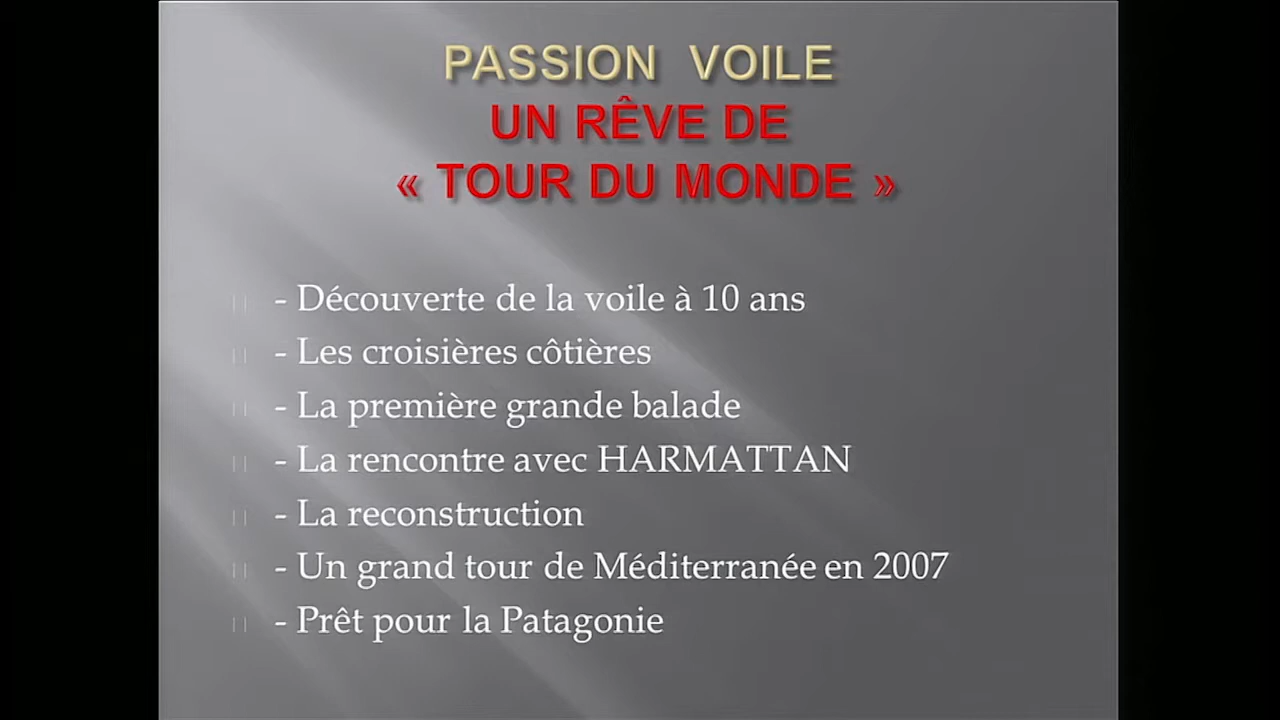 PASSION VOILE
UN RÊVE DE
« TOUR DU MONDE »
- Découverte de la voile à 10 ans
- Les croisières côtières
- La première grande balade
- La rencontre avec HARMATTAN
- La reconstruction
- Un grand tour de Méditerranée en 2007
- Prêt pour la Patagonie